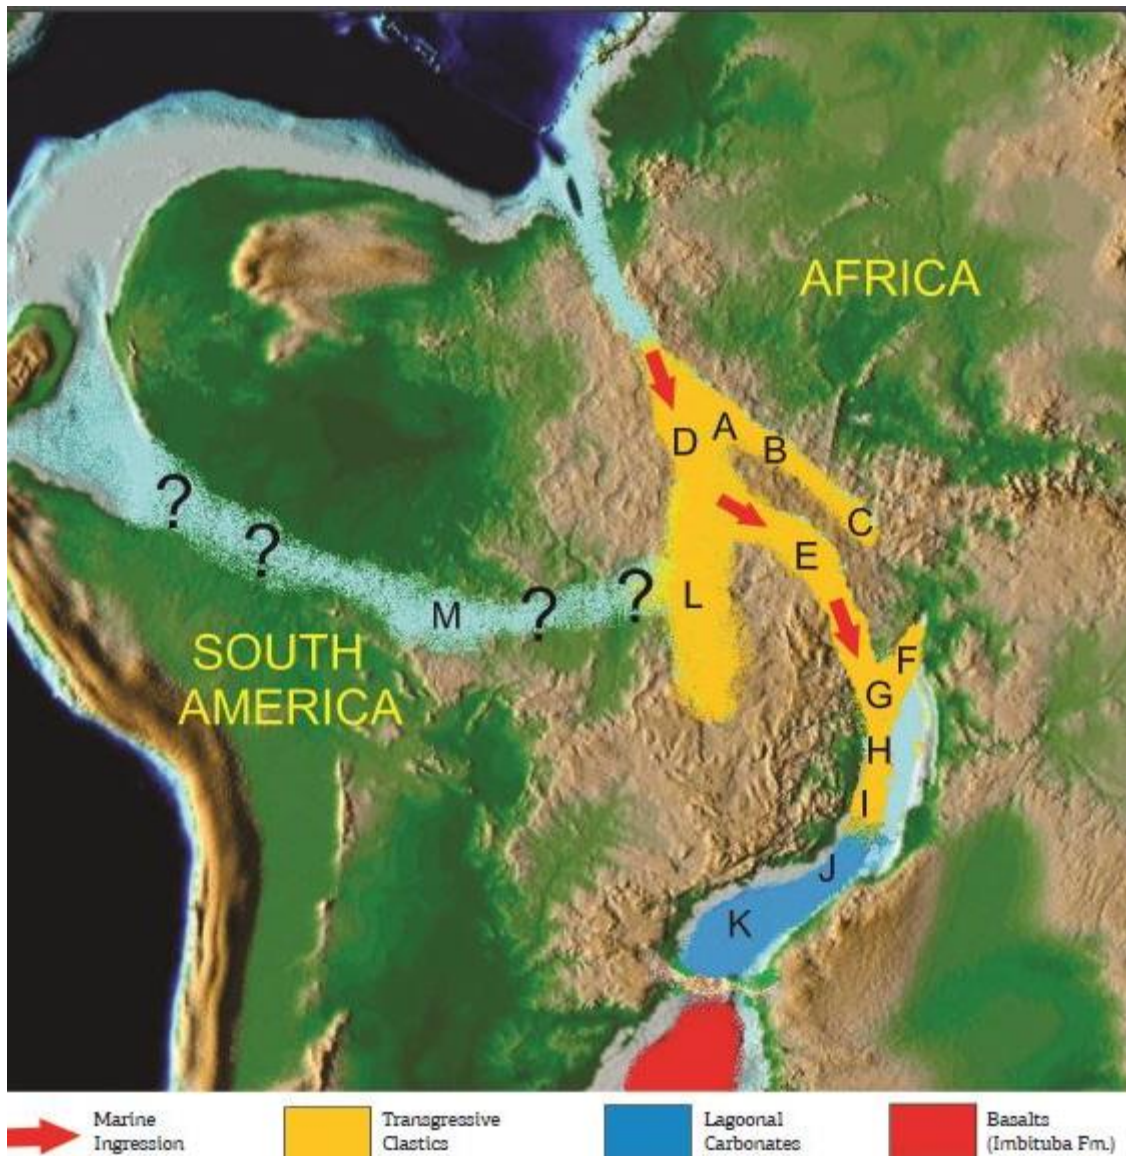 AFRICA
A
D
B
C
?
E
?
?
?
L
M
SOUTH
AMERICA
F
G
H
I
J
K
Marine
Ingression
Transgressive
Clastics
Lagoonal
Carbonates
Basalts
(Imbituba Fm.)